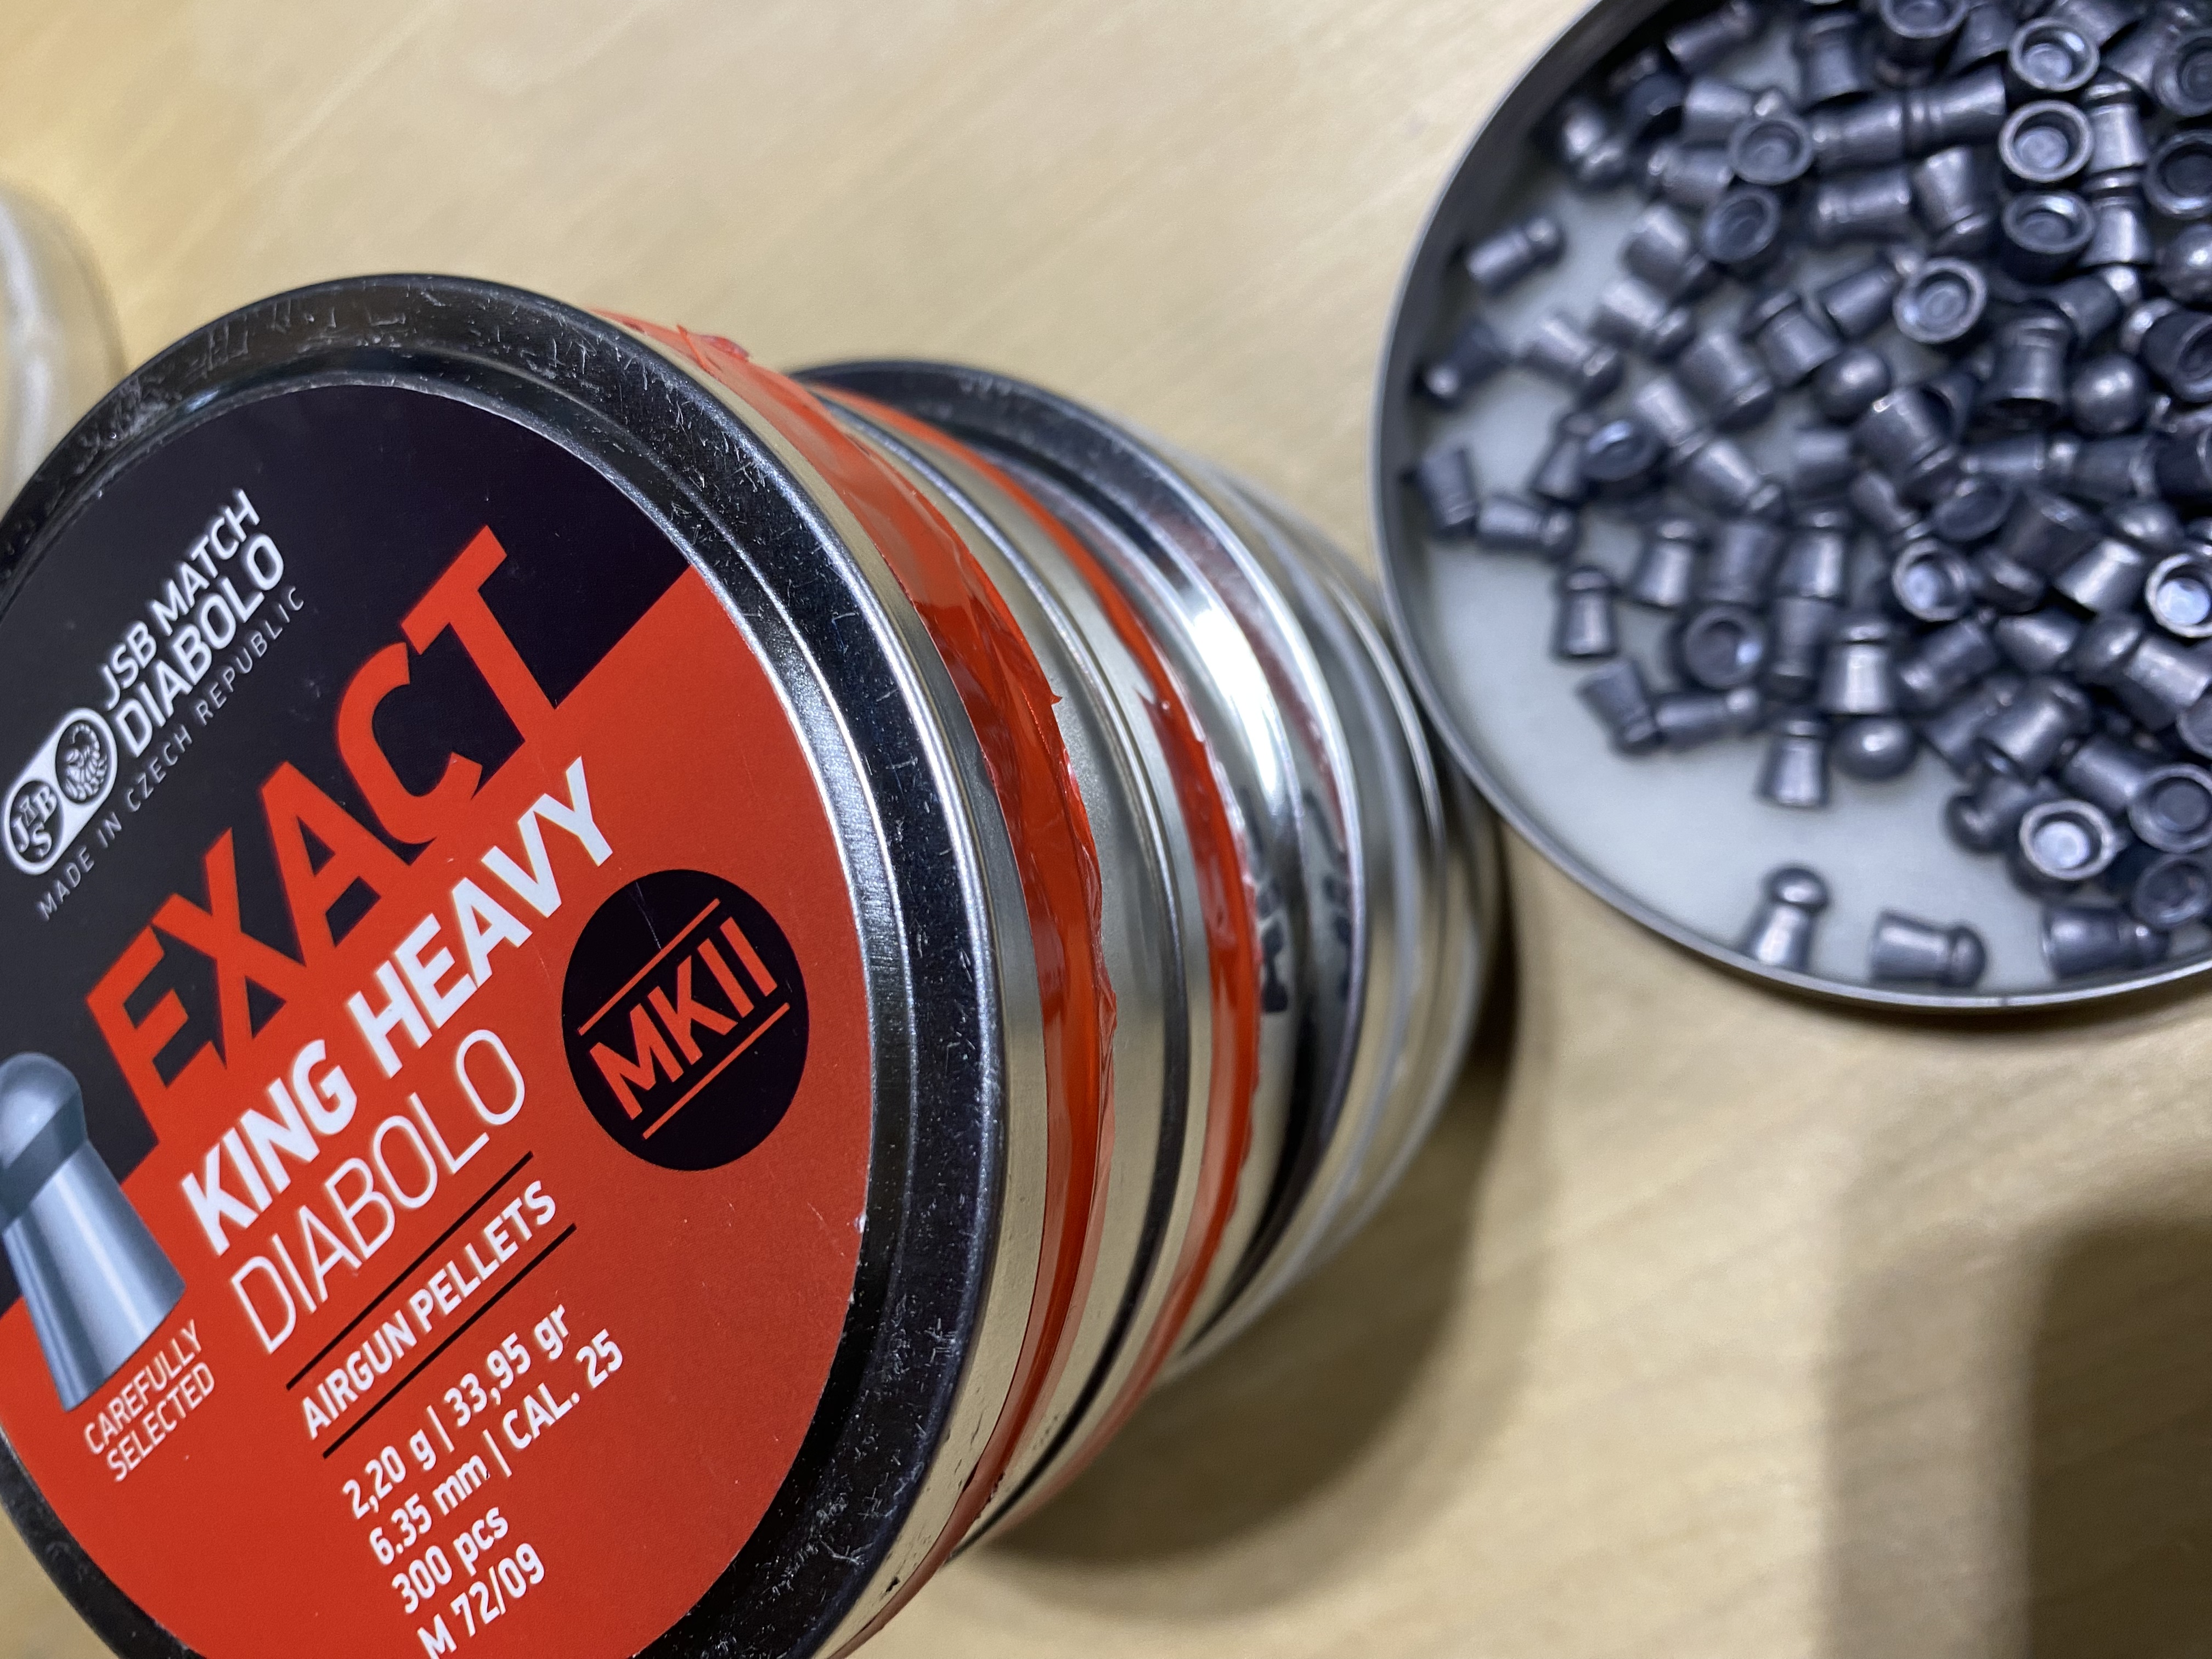 JSB MATCH
DIABOLO
MADE IN CZECH REPUBLIC
JSB
EXACT
KING HEAVY
DIABOLO
MKII
AIRGUN PELLETS
CAREFULLY
SELECTED
2,20 g | 33,95 gr
6.35 mm | CAL. 25
300 pcs
M 72/09